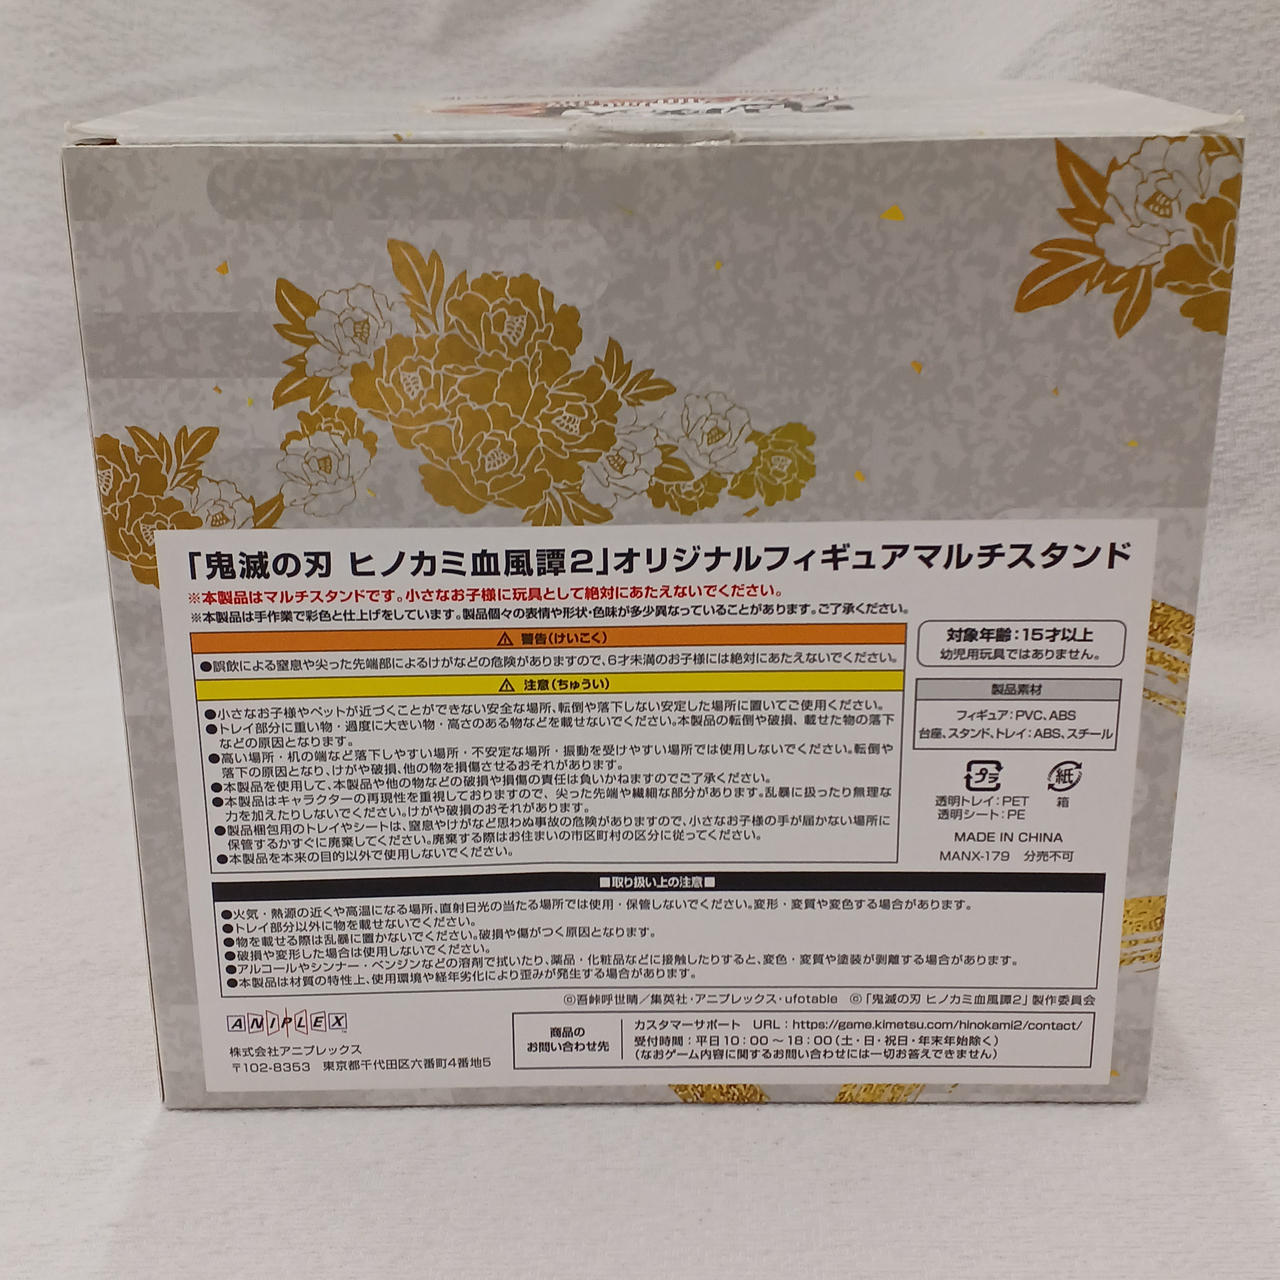 「鬼滅の刃 ヒノカミ血風譚2」オリジナルフィギュアマルチスタンド
※本製品はマルチスタンドです。小さなお子様に玩具として絶対にあたえないでください。
※本製品は手作業で彩色と仕上げをしています。製品個々の表情や形状・色味が多少異なっていることがあります。ご了承ください。
⚠ 警告(けいこく)
●誤飲による窒息や尖った先端部によるけがなどの危険がありますので、6才未満のお子様には絶対にあたえないでください。
⚠ 注意(ちゅうい)
●小さなお子様やペットが近づくことができない安全な場所、転倒や落下しない安定した場所に置いてご使用ください。
●トレイ部分に重い物・過度に大きい物・高さのある物などを載せないでください。本製品の転倒や破損、載せた物の落下
などの原因となります。
●高い場所・机の端など落下しやすい場所・不安定な場所・振動を受けやすい場所では使用しないでください。転倒や
落下の原因となり、けがや破損、他の物を損傷させるおそれがあります。
●本製品を使用して、本製品や他の物などの破損や損傷の責任は負いかねますのでご了承ください。
●本製品はキャラクターの再現性を重視しておりますので、尖った先端や繊細な部分があります。乱暴に扱ったり無理な
力を加えたりしないでください。けがや破損のおそれがあります。
●製品梱包用のトレイやシートは、窒息やけがなど思わぬ事故の危険がありますので、小さなお子様の手が届かない場所に
保管するかすぐに廃棄してください。廃棄する際はお住まいの市区町村の区分に従ってください。
●本製品を本来の目的以外で使用しないでください。
対象年齢:15才以上
幼児用玩具ではありません。
製品素材
フィギュア:PVC、ABS
台座、スタンド、トレイ:ABS、スチール
プラ
紙
透明トレイ:PET
箱
透明シート:PE
MADE IN CHINA
MANX-179 分売不可
■取り扱い上の注意■
●火気・熱源の近くや高温になる場所、直射日光の当たる場所では使用・保管しないでください。変形・変質や変色する場合があります。
●トレイ部分以外に物を載せないでください。
●物を載せる際は乱暴に置かないでください。破損や傷がつく原因となります。
●破損や変形した場合は使用しないでください。
●アルコールやシンナー・ベンジンなどの溶剤で拭いたり、薬品・化粧品などに接触したりすると、変色・変質や塗装が剥離する場合があります。
●本製品は材質の特性上、使用環境や経年劣化により歪みが発生する場合があります。
©吾峠呼世晴/集英社・アニプレックス・ufotable ©「鬼滅の刃 ヒノカミ血風譚2」製作委員会
ANIPLEX
株式会社アニプレックス
〒102-8353 東京都千代田区六番町4番地5
商品の
お問い合わせ先
カスタマーサポート URL:https://game.kimetsu.com/hinokami2/contact/
受付時間:平日10:00~18:00(土・日・祝日・年末年始除く)
(なおゲーム内容に関するお問い合わせには一切お答えできません)